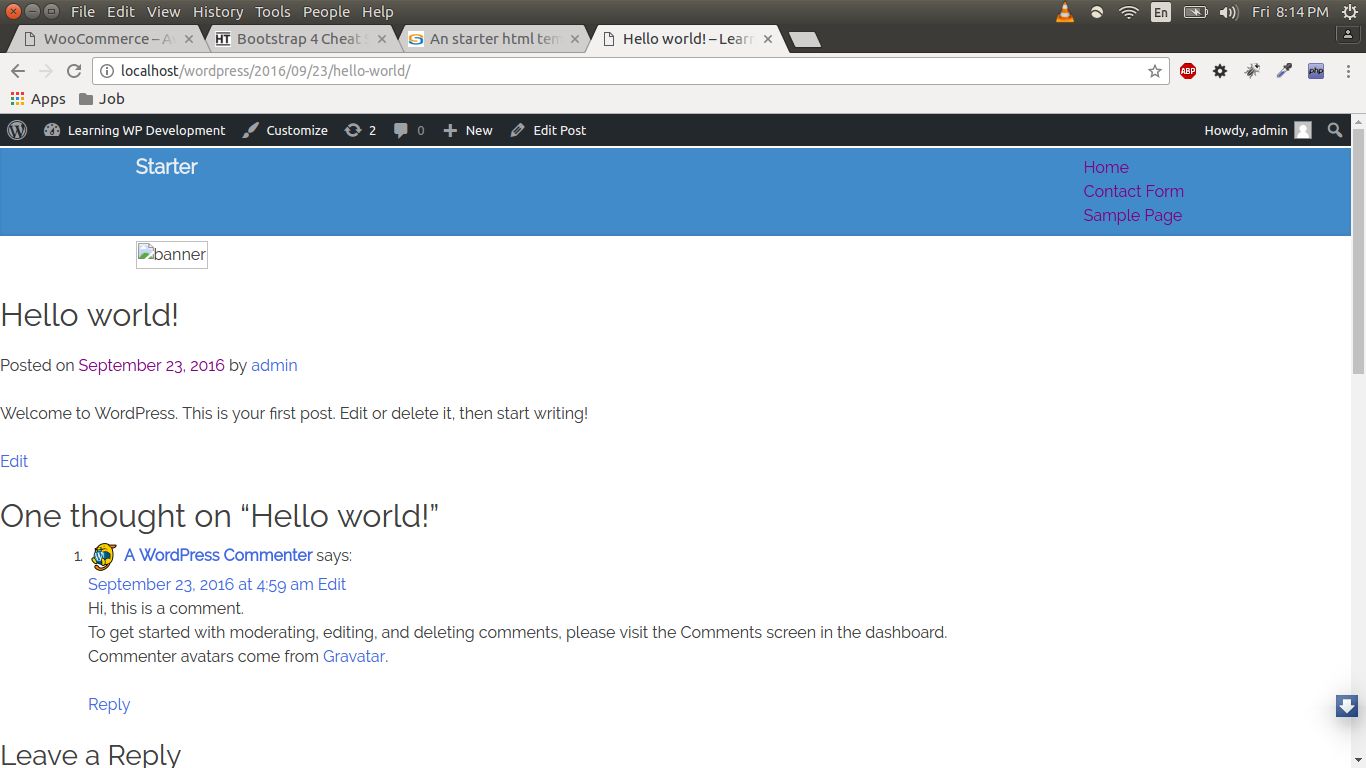 File Edit View History Tools People Help En Fri 8:14 PM
WooCommerce – Av HT Bootstrap 4 Cheat S An starter html tem Hello world! – Learn
localhost/wordpress/2016/09/23/hello-world/ ABP php
Apps Job
Learning WP Development Customize 2 0 New Edit Post Howdy, admin
Starter
Home
Contact Form
Sample Page
banner
Hello world!
Posted on September 23, 2016 by admin
Welcome to WordPress. This is your first post. Edit or delete it, then start writing!
Edit
One thought on “Hello world!”
1. A WordPress Commenter says:
September 23, 2016 at 4:59 am Edit
Hi, this is a comment.
To get started with moderating, editing, and deleting comments, please visit the Comments screen in the dashboard.
Commenter avatars come from Gravatar.
Reply
Leave a Reply